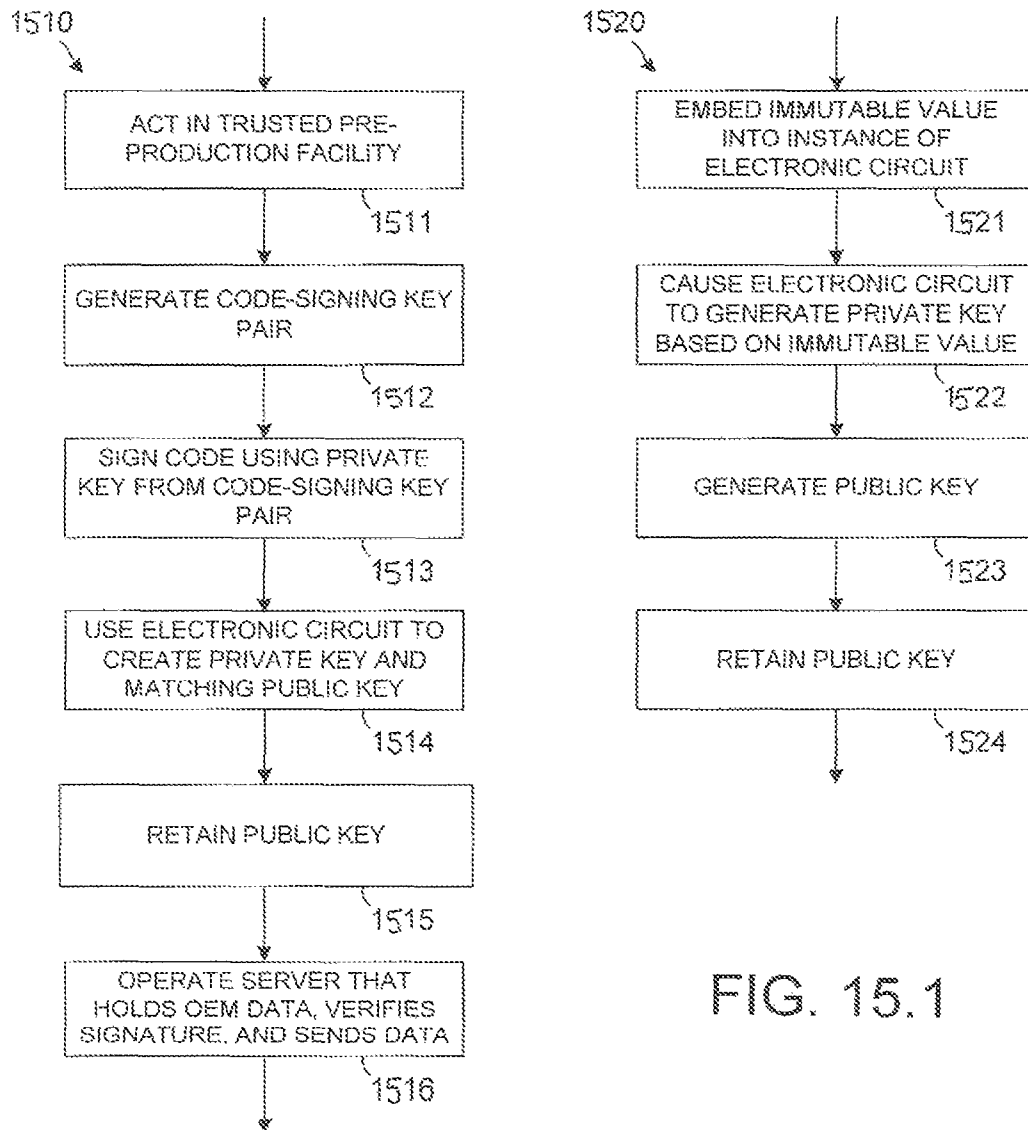 1510
ACT IN TRUSTED PRE-
PRODUCTION FACILITY
1511
GENERATE CODE-SIGNING KEY
PAIR
1512
SIGN CODE USING PRIVATE
KEY FROM CODE-SIGNING KEY
PAIR
1513
USE ELECTRONIC CIRCUIT TO
CREATE PRIVATE KEY AND
MATCHING PUBLIC KEY
1514
RETAIN PUBLIC KEY
1515
OPERATE SERVER THAT
HOLDS OEM DATA, VERIFIES
SIGNATURE, AND SENDS DATA
1516
1520
EMBED IMMUTABLE VALUE
INTO INSTANCE OF
ELECTRONIC CIRCUIT
1521
CAUSE ELECTRONIC CIRCUIT
TO GENERATE PRIVATE KEY
BASED ON IMMUTABLE VALUE
1522
GENERATE PUBLIC KEY
1523
RETAIN PUBLIC KEY
1524
FIG. 15.1